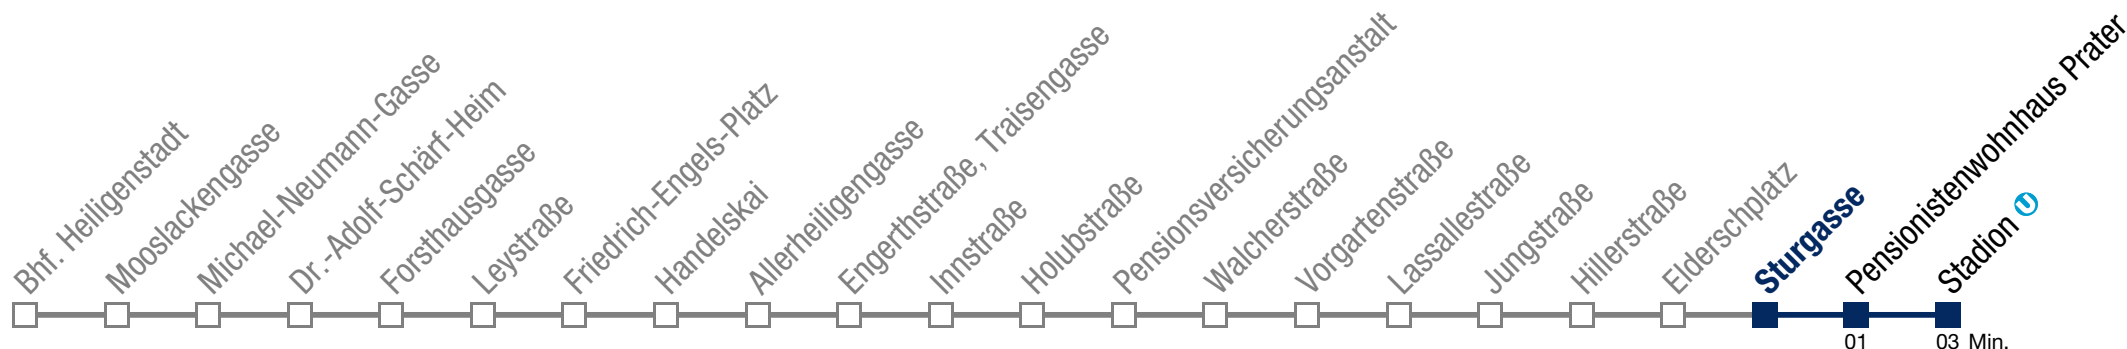 Bhf. Heiligenstadt
Mooslackengasse
Michael-Neumann-Gasse
Dr.-Adolf-Schärf-Heim
Forsthausgasse
Leystraße
Friedrich-Engels-Platz
Handelskai
Allerheiligengasse
Engerthstraße, Traisengasse
Innstraße
Holubstraße
Pensionsversicherungsanstalt
Walcherstraße
Vorgartenstraße
Lassallestraße
Jungstraße
Hillerstraße
Elderschplatz
Sturgasse
Pensionistenwohnhaus Prater
Stadion U
01 03 Min.